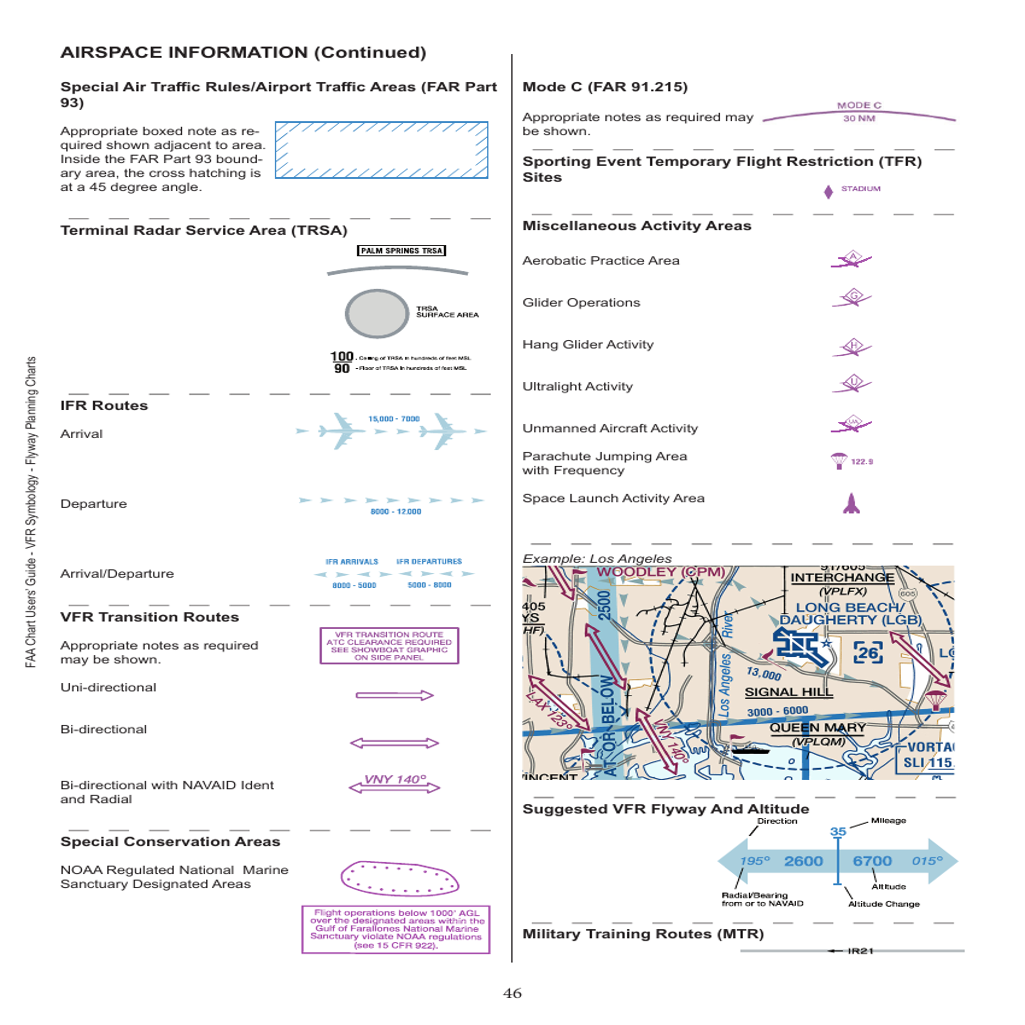 AIRSPACE INFORMATION (Continued)
Special Air Traffic Rules/Airport Traffic Areas (FAR Part
93)
Appropriate boxed note as re-
quired shown adjacent to area.
Inside the FAR Part 93 bound-
ary area, the cross hatching is
at a 45 degree angle.
Terminal Radar Service Area (TRSA)
PALM SPRINGS TRSA
TRSA
SURFACE AREA
100 - Ceiling of TRSA in hundreds of feet MSL
90 - Floor of TRSA in hundreds of feet MSL
IFR Routes
Arrival
15,000 - 7000
Departure
8000 - 12,000
Arrival/Departure
IFR ARRIVALS IFR DEPARTURES
8000 - 5000 5000 - 8000
VFR Transition Routes
Appropriate notes as required
may be shown.
VFR TRANSITION ROUTE
ATC CLEARANCE REQUIRED
SEE SHOWBOAT GRAPHIC
ON SIDE PANEL
Uni-directional
Bi-directional
Bi-directional with NAVAID Ident
and Radial
VNY 140°
Special Conservation Areas
NOAA Regulated National Marine
Sanctuary Designated Areas
Flight operations below 1000' AGL
over the designated areas within the
Gulf of Farallones National Marine
Sanctuary violate NOAA regulations
(see 15 CFR 922).
Mode C (FAR 91.215)
Appropriate notes as required may
be shown.
MODE C
30 NM
Sporting Event Temporary Flight Restriction (TFR)
Sites
STADIUM
Miscellaneous Activity Areas
Aerobatic Practice Area
A
Glider Operations
G
Hang Glider Activity
H
Ultralight Activity
U
Unmanned Aircraft Activity
UA
Parachute Jumping Area
with Frequency
122.9
Space Launch Activity Area
Example: Los Angeles
WOODLEY (CPM)
91/605
INTERCHANGE
(VPLFX)
605
405
YS
HF)
2500
AT OR BELOW
Los Angeles River
LONG BEACH/
DAUGHERTY (LGB)
26
13,000
SIGNAL HILL
3000 - 6000
QUEEN MARY
(VPLQM)
LAX 123°
VNY 140°
VORTA
SLI 115.
VINCENT
Suggested VFR Flyway And Altitude
Direction
Mileage
35
195° 2600 6700 015°
Altitude
Radial/Bearing
from or to NAVAID
Altitude Change
Military Training Routes (MTR)
IR21
FAA Chart Users' Guide - VFR Symbology - Flyway Planning Charts
46